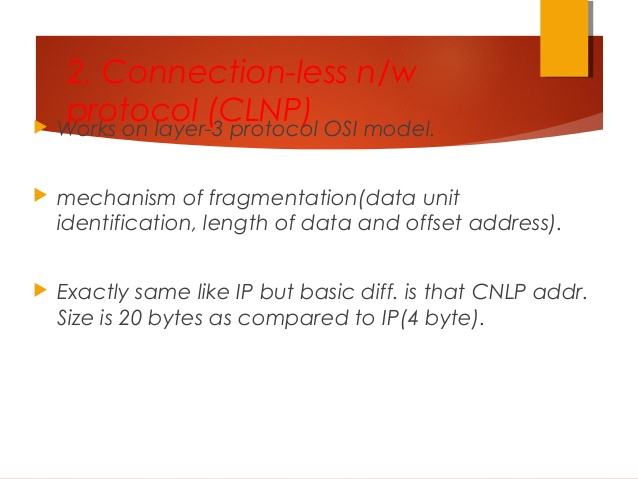 2. Connection-less n/w
protocol (CLNP)
Works on layer-3 protocol OSI model.
mechanism of fragmentation(data unit
identification, length of data and offset address).
Exactly same like IP but basic diff. is that CNLP addr.
Size is 20 bytes as compared to IP(4 byte).